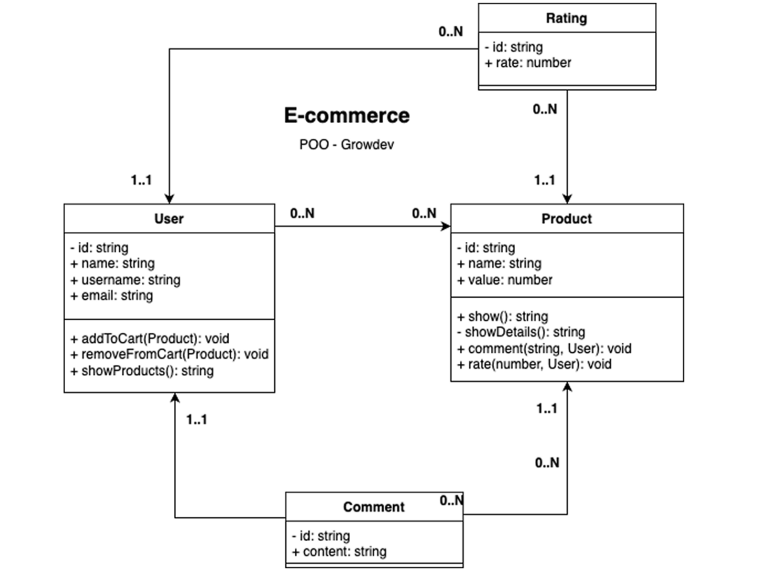 Rating
- id: string
+ rate: number
0..N
0..N
E-commerce
POO - Growdev
1..1
1..1
User
- id: string
+ name: string
+ username: string
+ email: string
+ addToCart(Product): void
+ removeFromCart(Product): void
+ showProducts(): string
0..N
0..N
Product
- id: string
+ name: string
+ value: number
+ show(): string
- showDetails(): string
+ comment(string, User): void
+ rate(number, User): void
1..1
1..1
0..N
0..N
Comment
- id: string
+ content: string